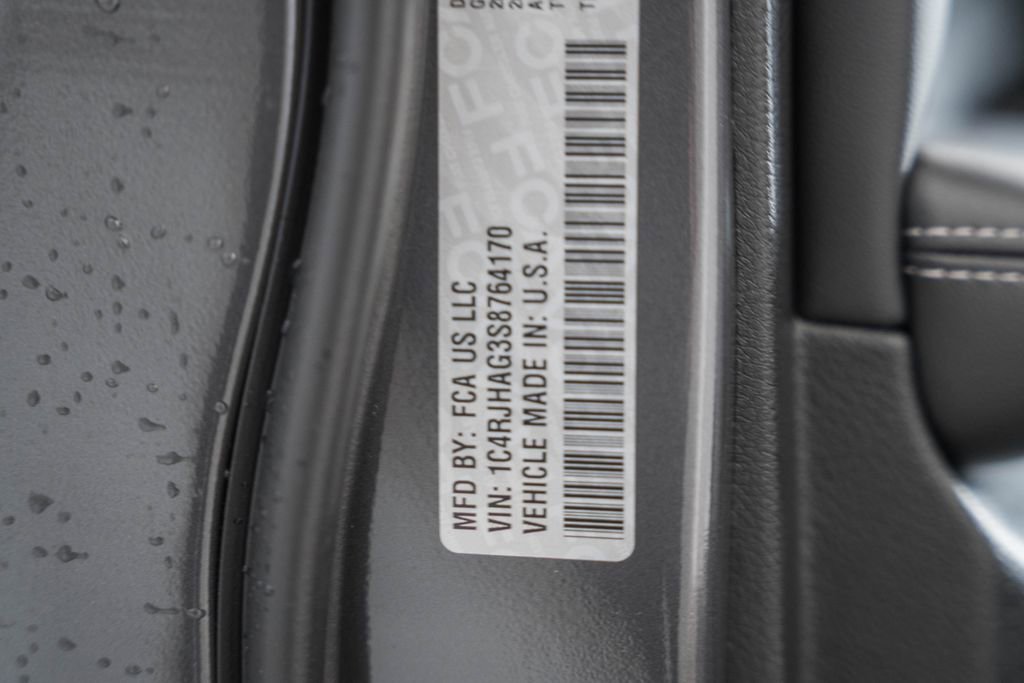 MFD BY: FCA US LLC
VIN: 1C4RJHAG3S8764170
VEHICLE MADE IN: U.S.A.